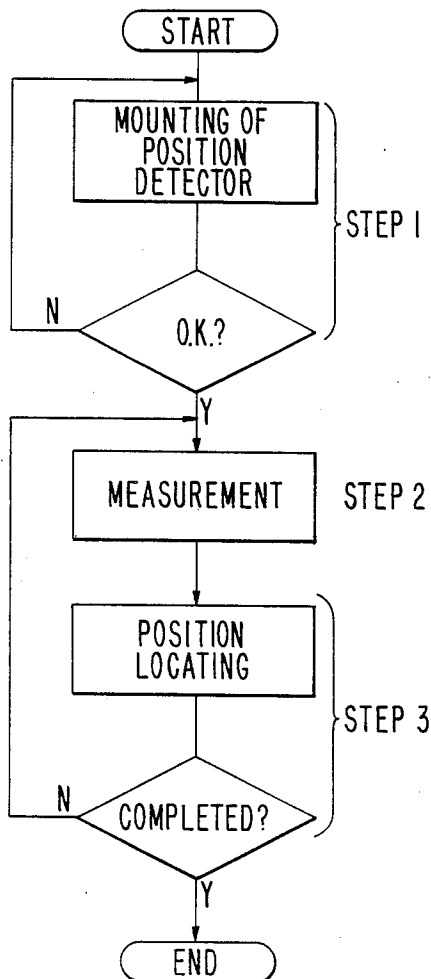 START
MOUNTING OF
POSITION
DETECTOR
STEP 1
N
O.K.?
Y
MEASUREMENT
STEP 2
POSITION
LOCATING
STEP 3
N
COMPLETED?
Y
END